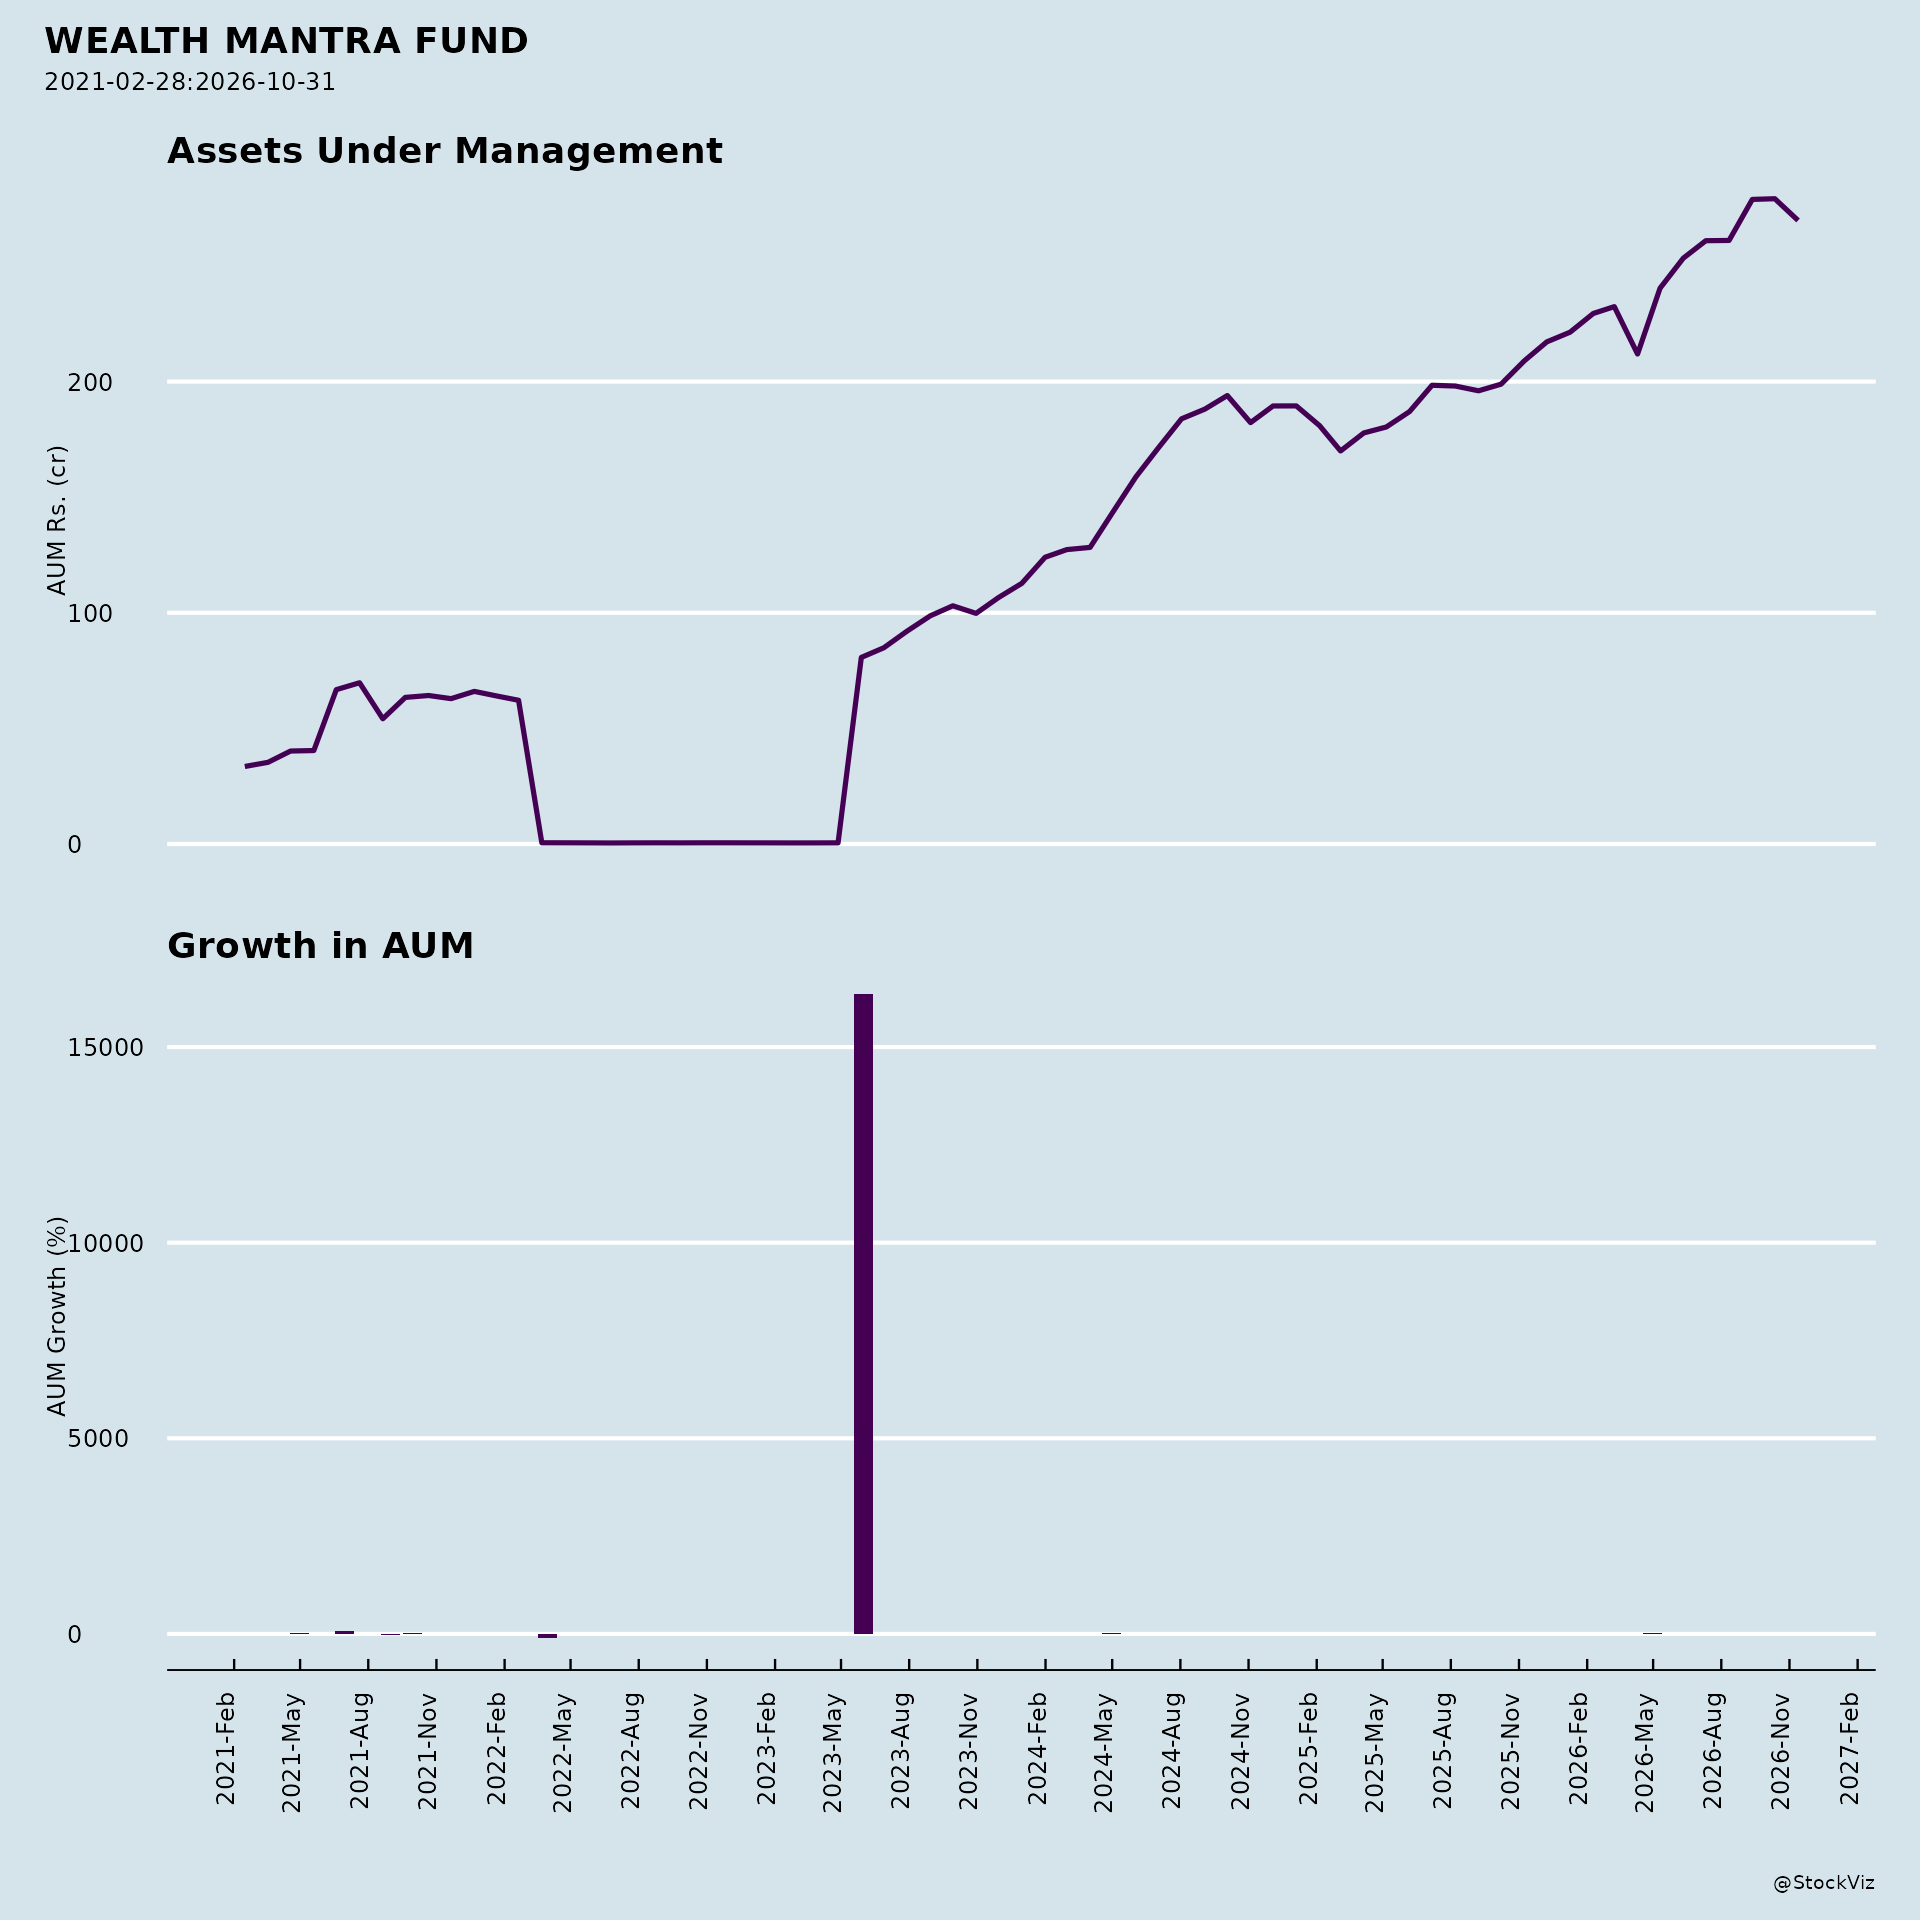 WEALTH MANTRA FUND
2021-02-28:2026-10-31
Assets Under Management
AUM Rs. (cr)
200
100
0
Growth in AUM
AUM Growth (%)
15000
10000
5000
0
2021-Feb
2021-May
2021-Aug
2021-Nov
2022-Feb
2022-May
2022-Aug
2022-Nov
2023-Feb
2023-May
2023-Aug
2023-Nov
2024-Feb
2024-May
2024-Aug
2024-Nov
2025-Feb
2025-May
2025-Aug
2025-Nov
2026-Feb
2026-May
2026-Aug
2026-Nov
2027-Feb
@StockViz